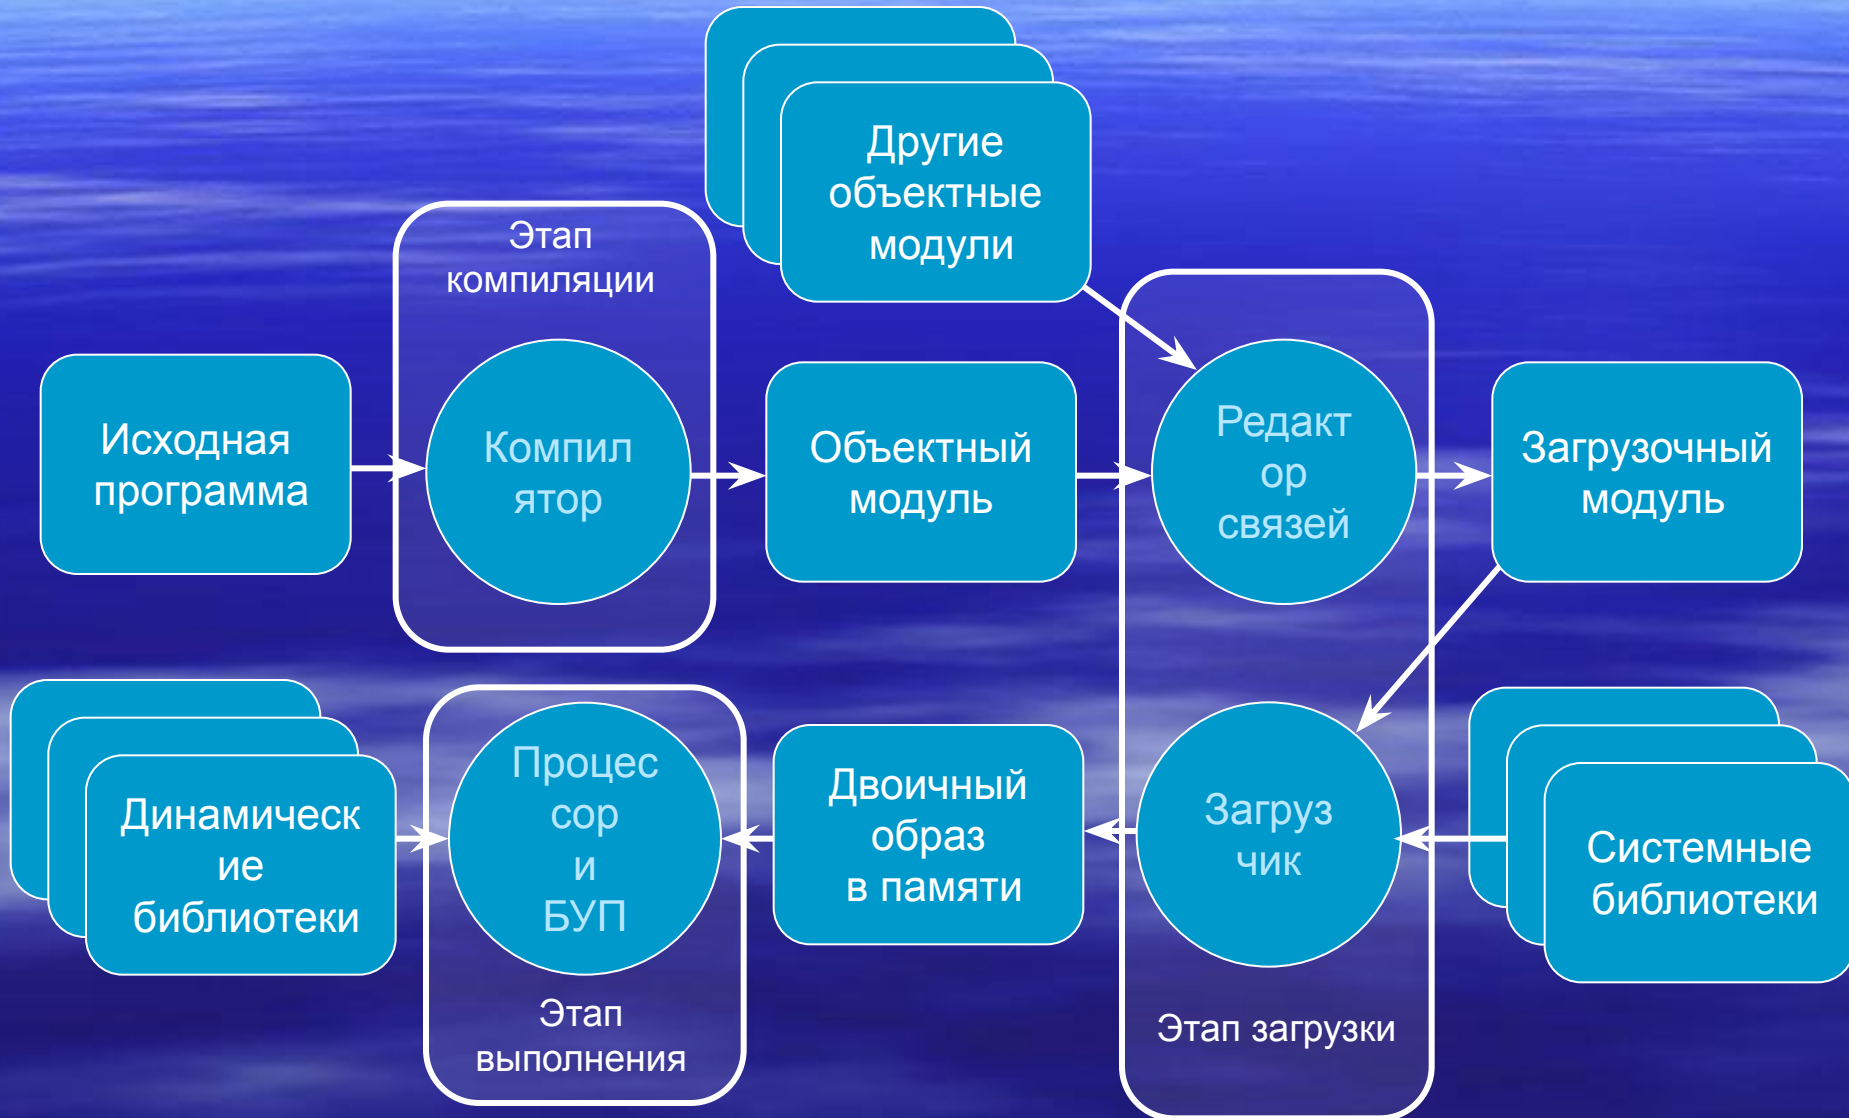 Другие
объектные
модули
Этап
компиляции
Исходная
программа
Компил
ятор
Объектный
модуль
Редакт
ор
связей
Загрузочный
модуль
Динамическ
ие
библиотеки
Процес
сор
и
БУП
Двоичный
образ
в памяти
Загруз
чик
Системные
библиотеки
Этап
выполнения
Этап загрузки